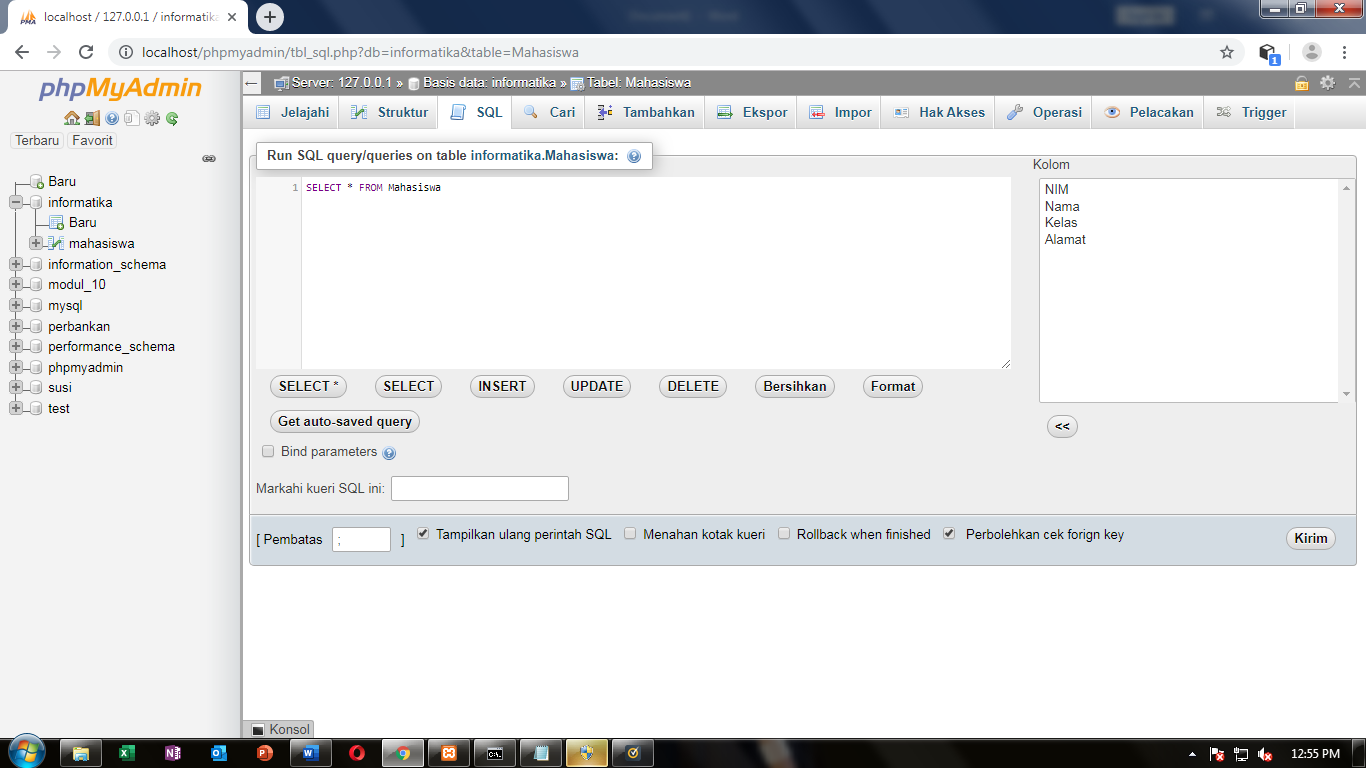 localhost / 127.0.0.1 / informatika
localhost/phpmyadmin/tbl_sql.php?db=informatika&table=Mahasiswa
1
phpMyAdmin
Terbaru Favorit
Baru
informatika
Baru
mahasiswa
information_schema
modul_10
mysql
perbankan
performance_schema
phpmyadmin
susi
test
Server: 127.0.0.1 » Basis data: informatika » Tabel: Mahasiswa
Jelajahi Struktur SQL Cari Tambahkan Ekspor Impor Hak Akses Operasi Pelacakan Trigger
Run SQL query/queries on table informatika.Mahasiswa:
1 SELECT * FROM Mahasiswa
Kolom
NIM
Nama
Kelas
Alamat
<<
SELECT * SELECT INSERT UPDATE DELETE Bersihkan Format
Get auto-saved query
Bind parameters
Markahi kueri SQL ini:
[ Pembatas ; ] Tampilkan ulang perintah SQL Menahan kotak kueri Rollback when finished Perbolehkan cek forign key Kirim
Konsol
12:55 PM